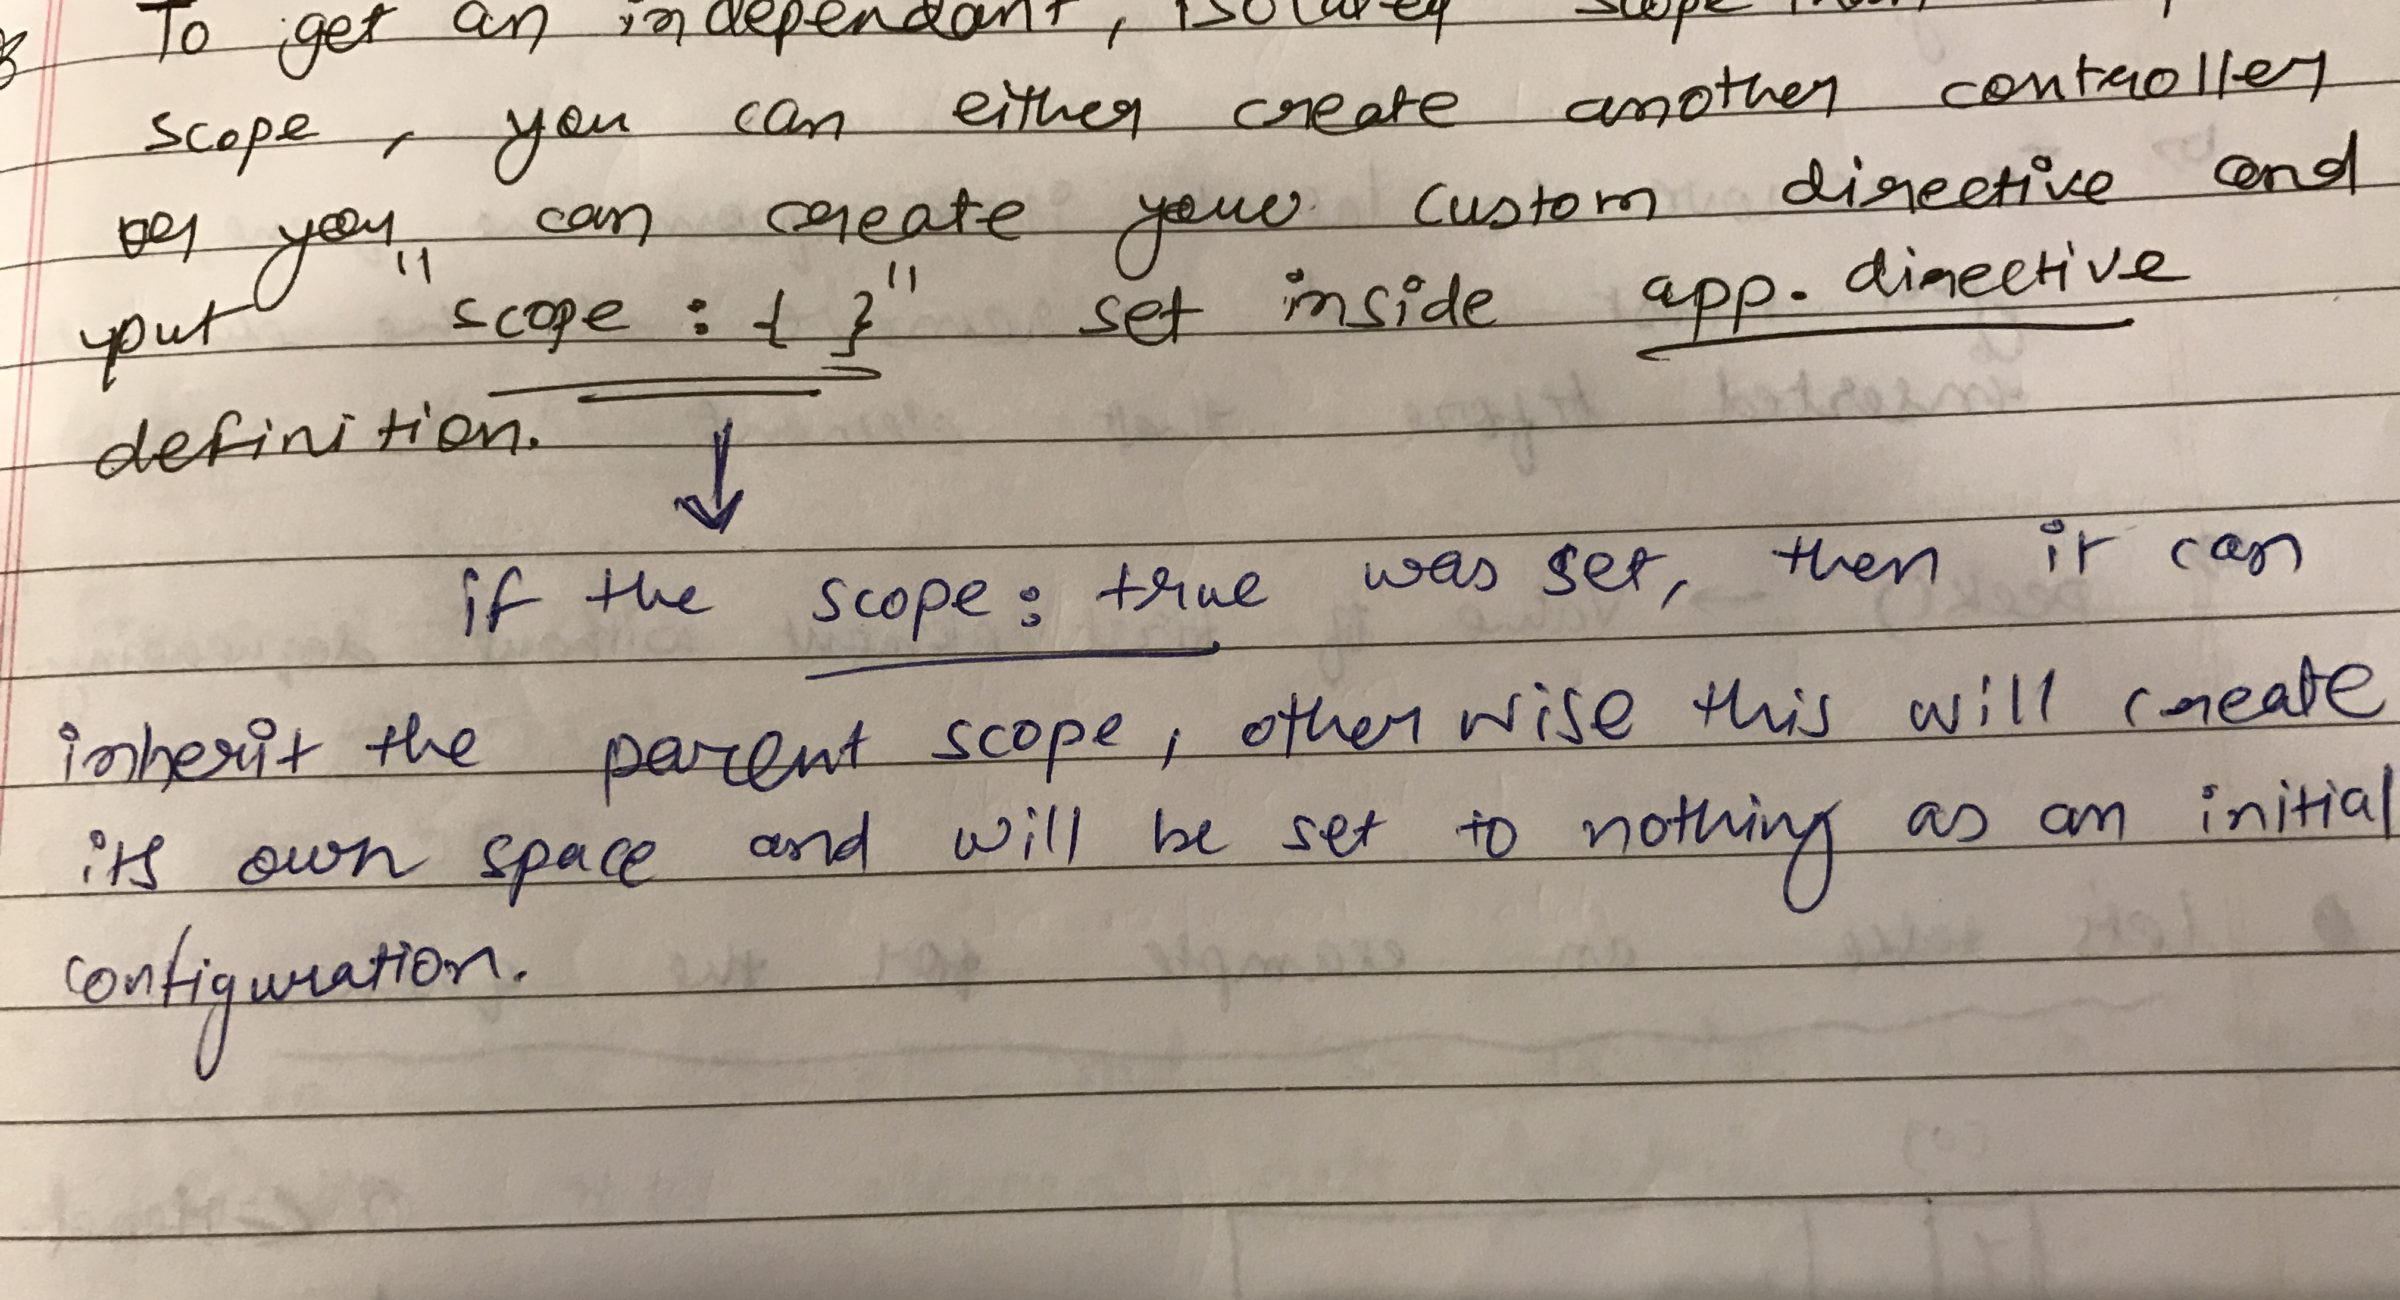 To get an independant, isolated scope
scope, you can either create another controller
or you can create your custom directive and
put "scope : { }" set inside app. directive
definition.
if the scope: true was set, then it can
inherit the parent scope, otherwise this will create
its own space and will be set to nothing as an initial
configuration.